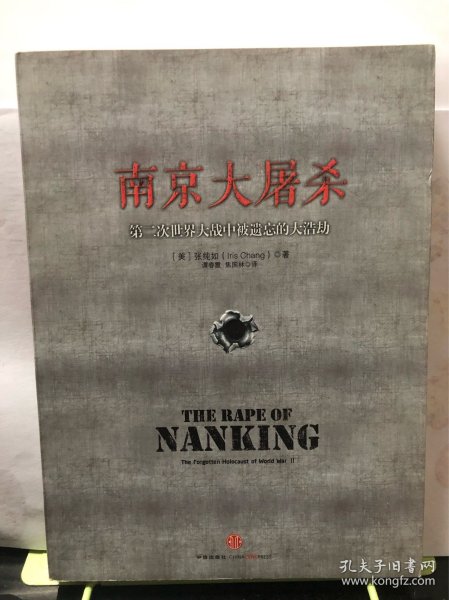 南京大屠杀
第二次世界大战中被遗忘的大浩劫
［美］张纯如（Iris Chang）◎著
谭春霞 焦国林◎译
THE RAPE OF
NANKING
The Forgotten Holocaust of World War II
中信出版社·CHINACITICPRESS
孔夫子旧书网
www.kongfz.com